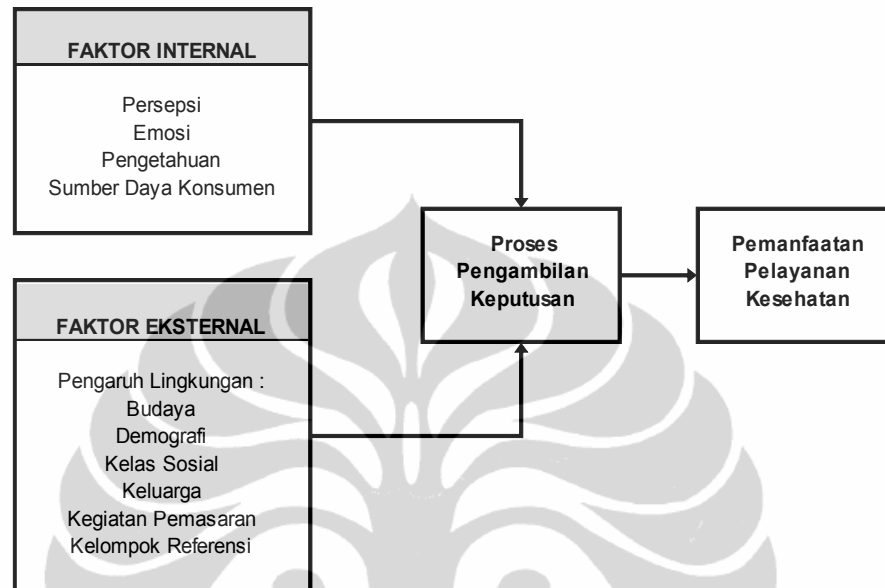 FAKTOR INTERNAL
Persepsi
Emosi
Pengetahuan
Sumber Daya Konsumen
Proses
Pengambilan
Keputusan
Pemanfaatan
Pelayanan
Kesehatan
FAKTOR EKSTERNAL
Pengaruh Lingkungan :
Budaya
Demografi
Kelas Sosial
Keluarga
Kegiatan Pemasaran
Kelompok Referensi